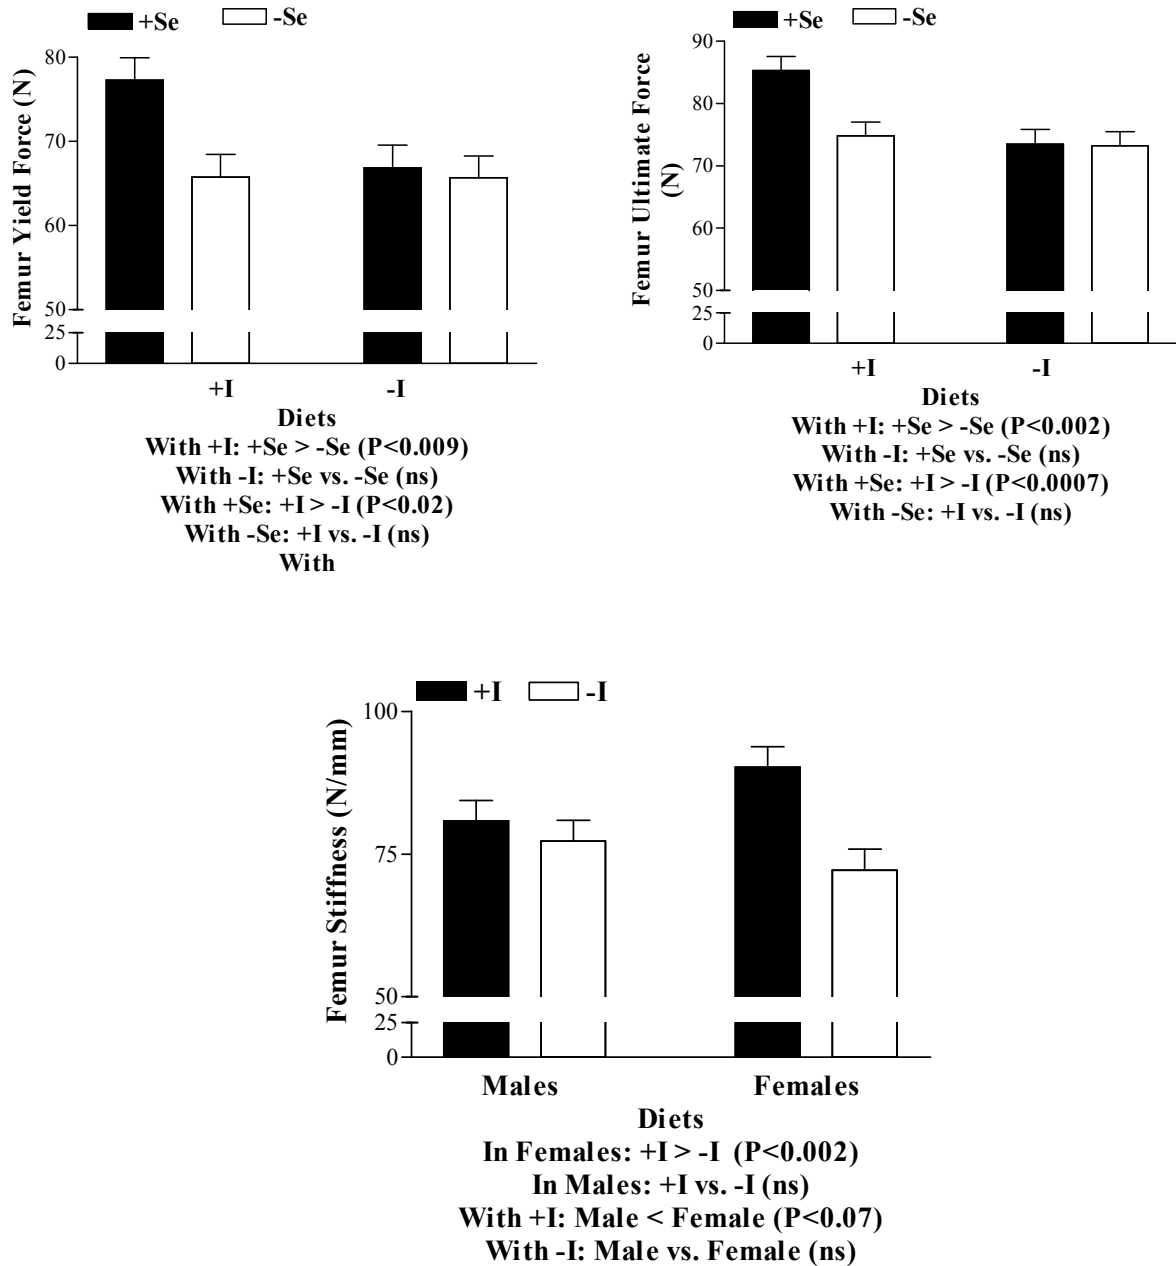 +Se -Se
Femur Yield Force (N)
80
70
60
50
25
0
+I -I
Diets
With +I: +Se > -Se (P<0.009)
With -I: +Se vs. -Se (ns)
With +Se: +I > -I (P<0.02)
With -Se: +I vs. -I (ns)
With
+Se -Se
Femur Ultimate Force
(N)
90
80
70
60
50
25
0
+I -I
Diets
With +I: +Se > -Se (P<0.002)
With -I: +Se vs. -Se (ns)
With +Se: +I > -I (P<0.0007)
With -Se: +I vs. -I (ns)
+I -I
Femur Stiffness (N/mm)
100
75
50
25
0
Males Females
Diets
In Females: +I > -I (P<0.002)
In Males: +I vs. -I (ns)
With +I: Male < Female (P<0.07)
With -I: Male vs. Female (ns)